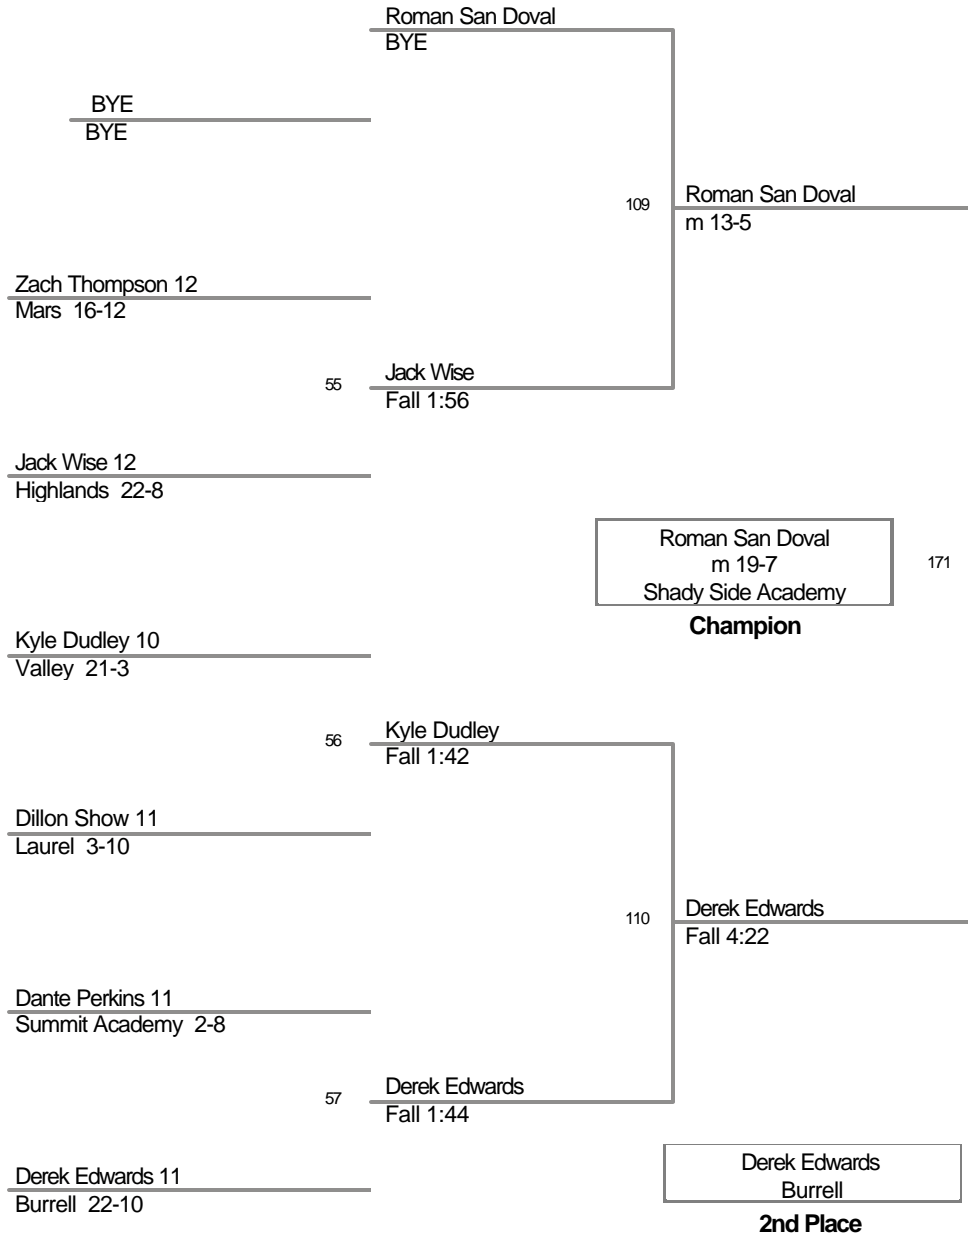 Roman San Doval
BYE
BYE
BYE
109
Roman San Doval
m 13-5
Zach Thompson 12
Mars 16-12
55
Jack Wise
Fall 1:56
Jack Wise 12
Highlands 22-8
Roman San Doval
m 19-7
Shady Side Academy
171
Champion
Kyle Dudley 10
Valley 21-3
56
Kyle Dudley
Fall 1:42
Dillon Show 11
Laurel 3-10
110
Derek Edwards
Fall 4:22
Dante Perkins 11
Summit Academy 2-8
57
Derek Edwards
Fall 1:44
Derek Edwards 11
Burrell 22-10
Derek Edwards
Burrell
2nd Place